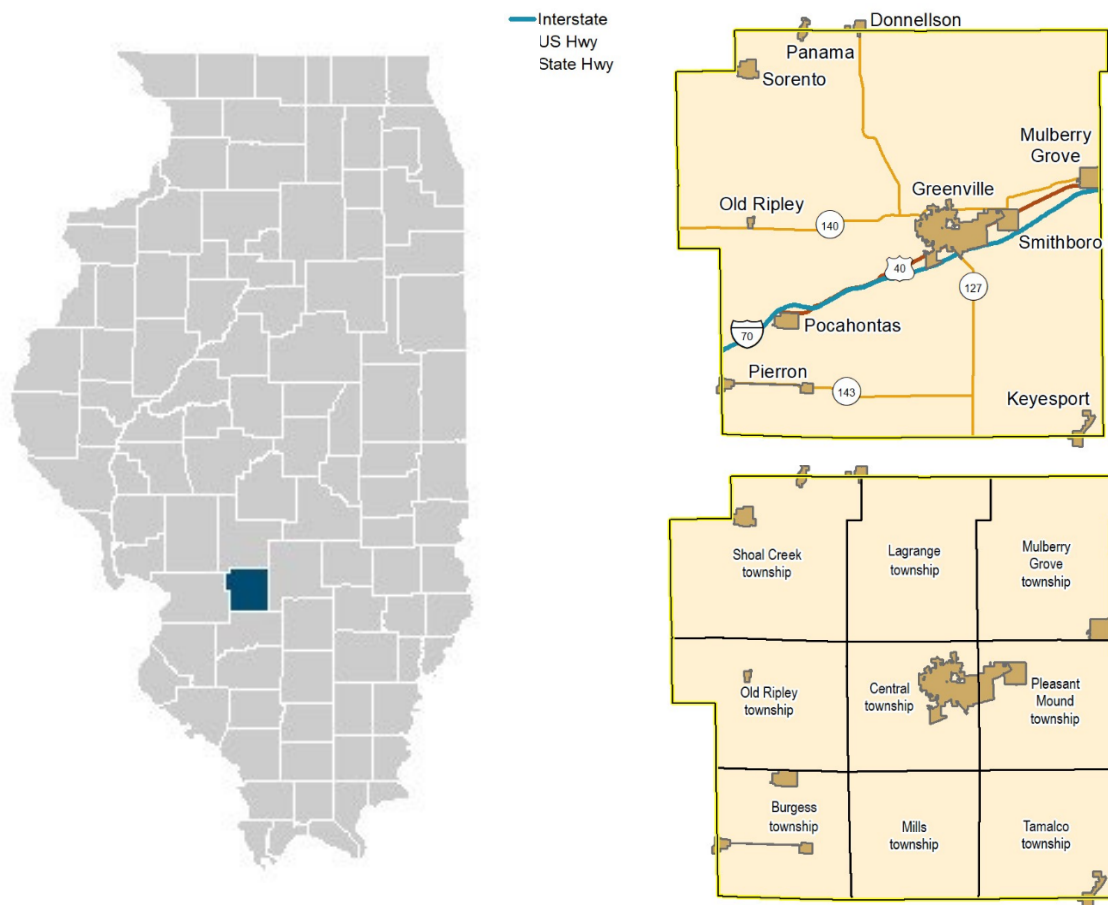 Interstate
US Hwy
State Hwy
Donnellson
Panama
Sorento
Mulberry
Grove
Greenville
Old Ripley
140
Smithboro
40
127
Pocahontas
70
Pierron
143
Keyesport
Shoal Creek
township
Lagrange
township
Mulberry
Grove
township
Old Ripley
township
Central
township
Pleasant
Mound
township
Burgess
township
Mills
township
Tamalco
township